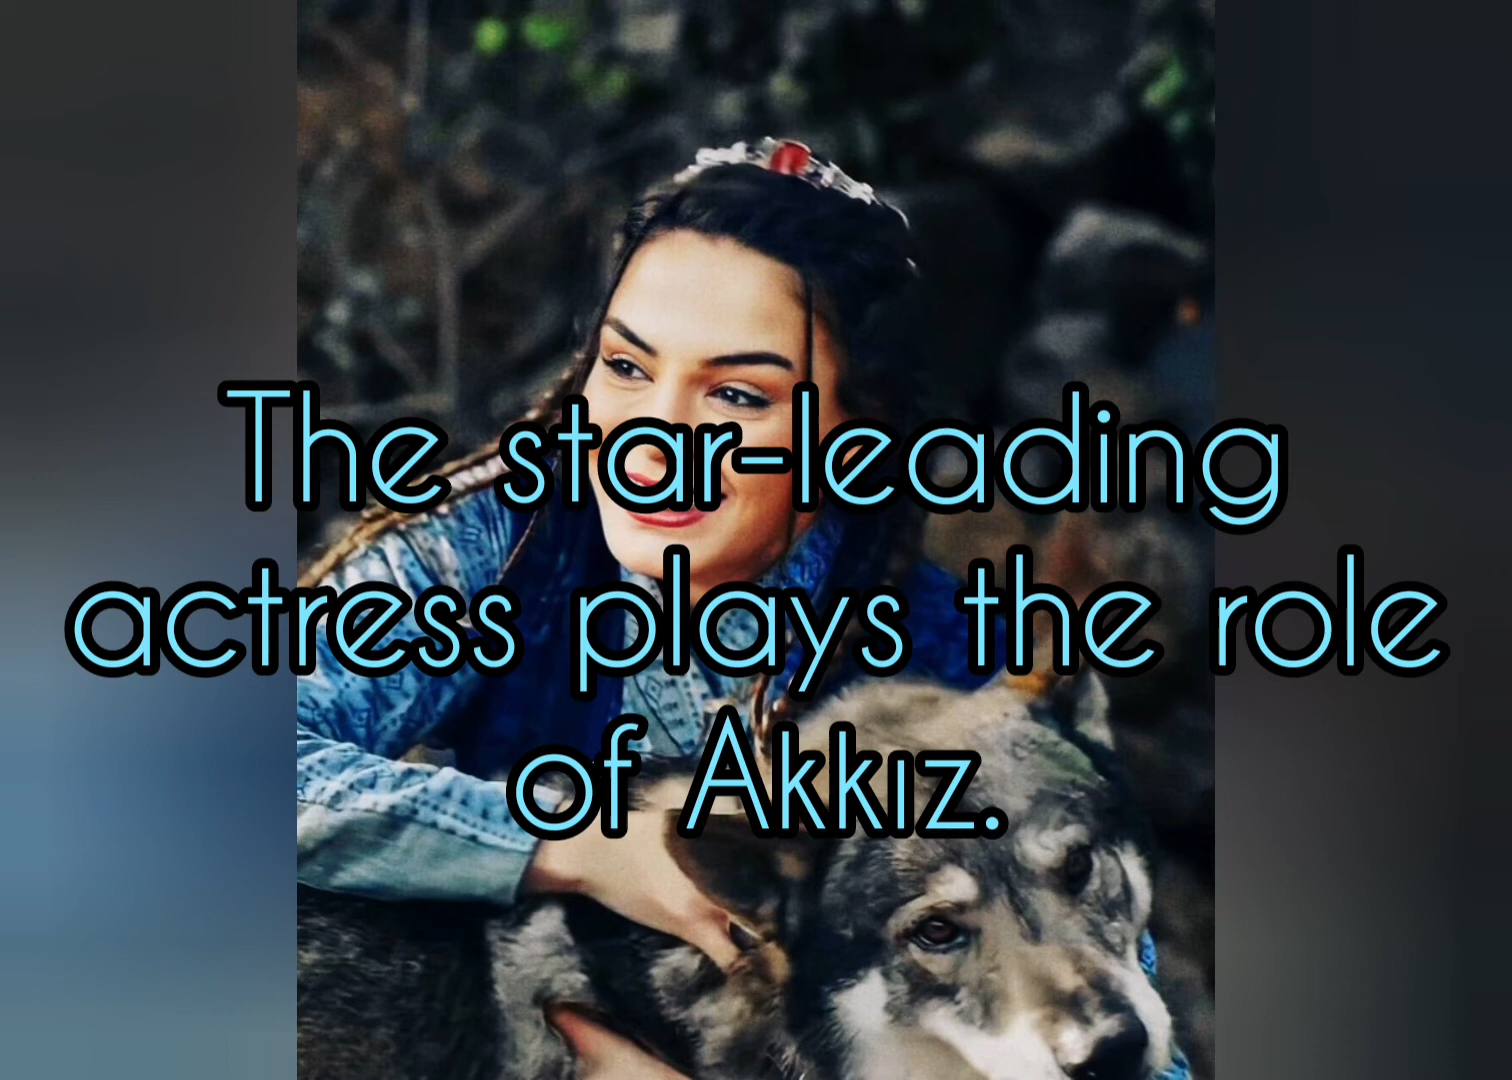 The star-leading
actress plays the role
of Akkız.